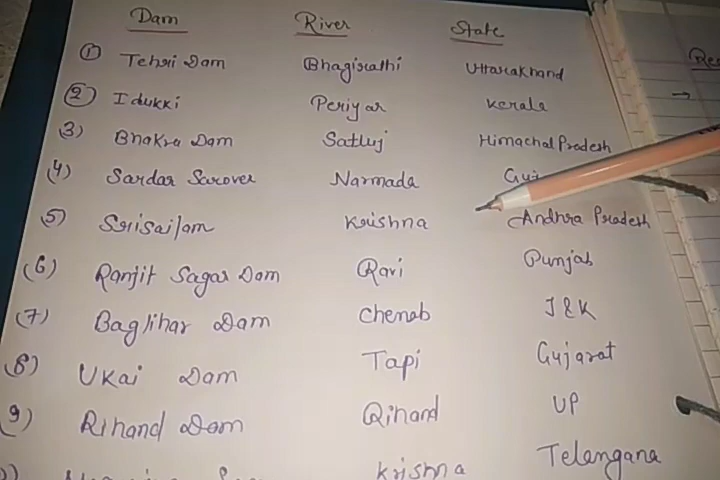 Dam River State
(1) Tehri Dam Bhagirathi Uttarakhand
(2) Idukki Periyar Kerala
3) Bhakra Dam Satluj Himachal Pradesh
(4) Sardar Sarover Narmada Guj
(5) Srisailam Krishna Andhra Pradesh
(6) Ranjit Sagar Dam Ravi Punjab
(7) Baglihar Dam Chenab J&K
(8) Ukai Dam Tapi Gujarat
9) Rihand Dam Rihand UP
Krishna Telangana